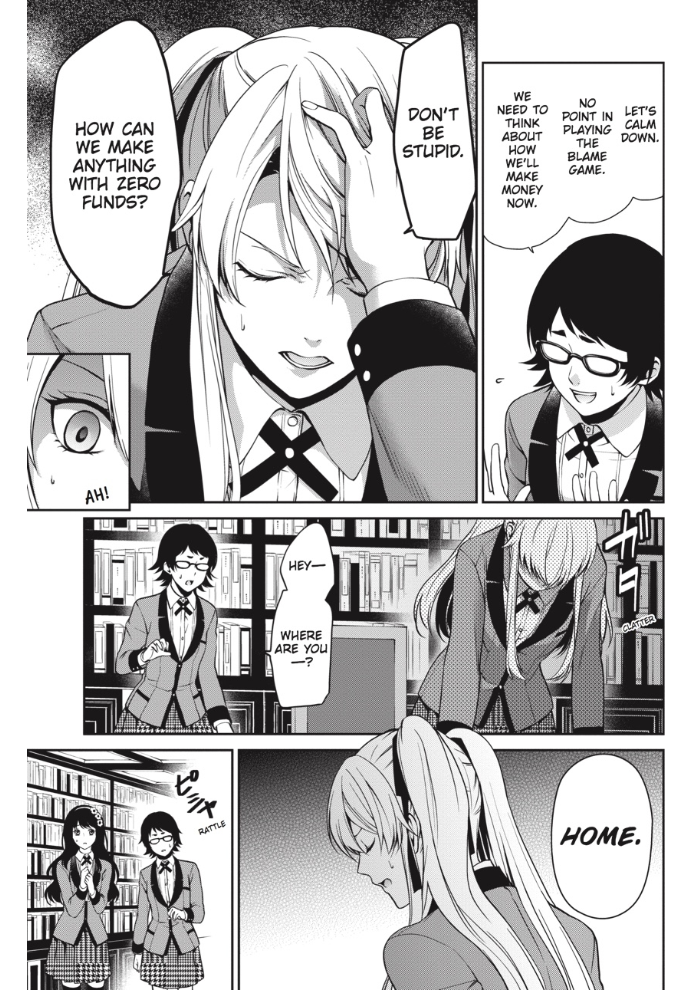 LET'S
CALM
DOWN.
NO
POINT IN
PLAYING
THE
BLAME
GAME.
WE
NEED TO
THINK
ABOUT
HOW
WE'LL
MAKE
MONEY
NOW.
DON'T
BE
STUPID.
HOW CAN
WE MAKE
ANYTHING
WITH ZERO
FUNDS?
AH!
ガタ
CLATTER
HEY—
WHERE
ARE YOU
—?
HOME.
ピシャ
RATTLE